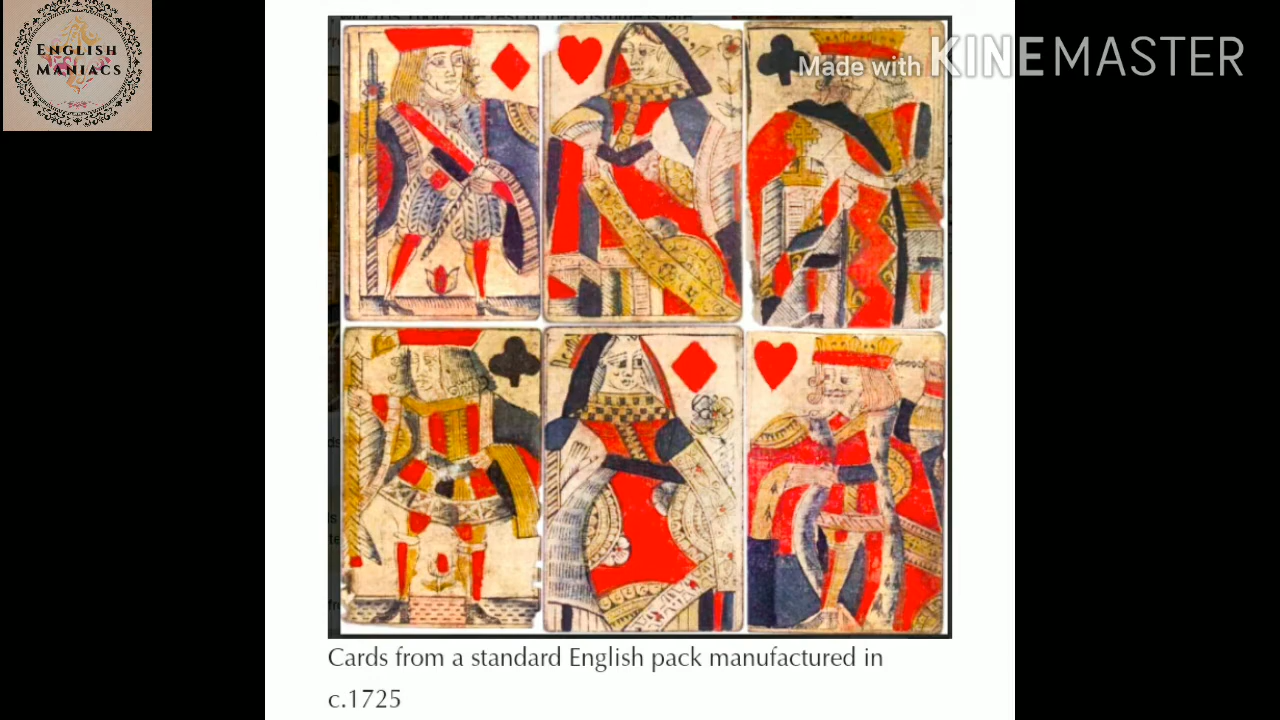 ENGLISH
MANIACS
Made with KINEMASTER
Cards from a standard English pack manufactured in
c.1725